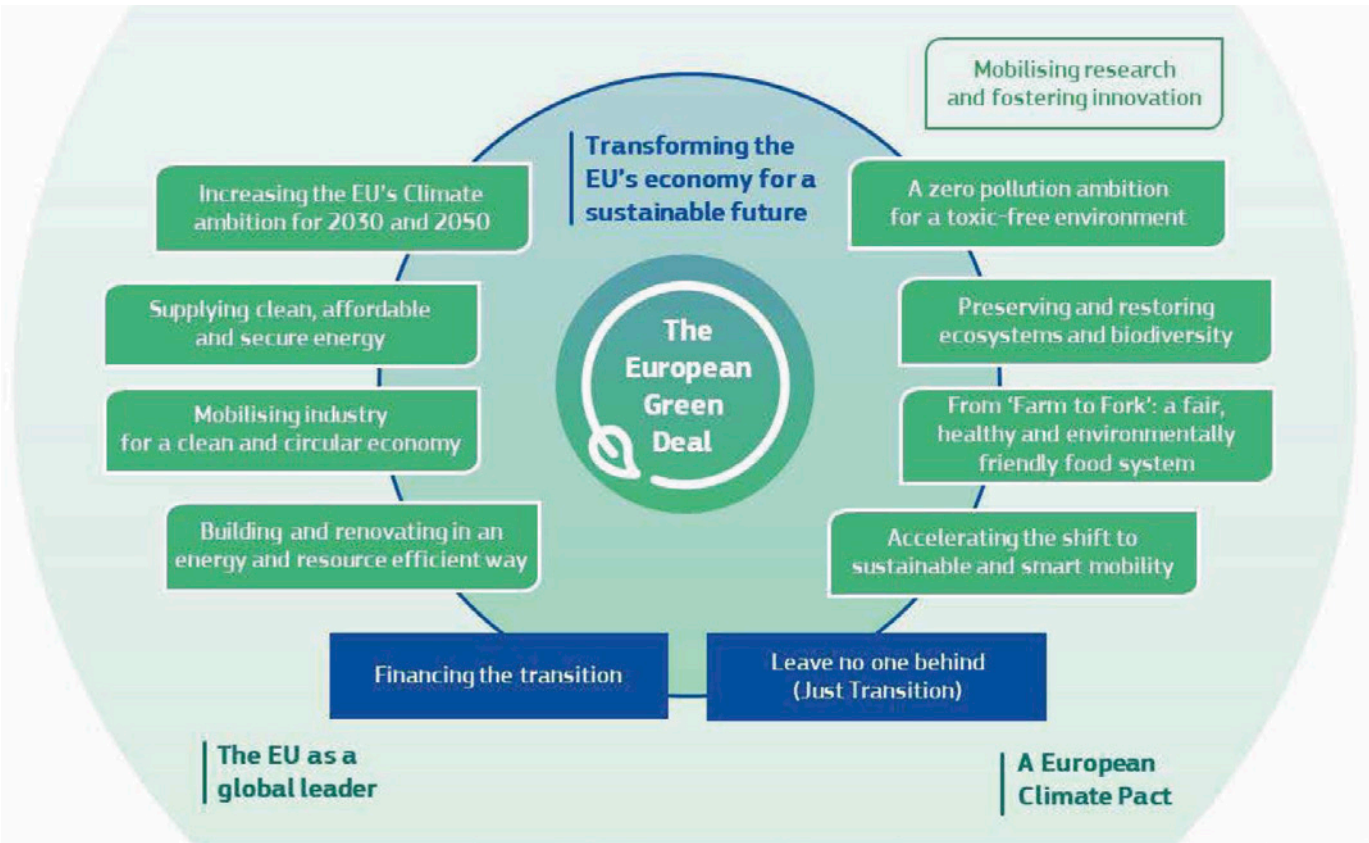 Mobilising research
and fostering innovation
Transforming the
EU's economy for a
sustainable future
Increasing the EU's Climate
ambition for 2030 and 2050
A zero pollution ambition
for a toxic-free environment
Supplying clean, affordable
and secure energy
Preserving and restoring
ecosystems and biodiversity
The
European
Green
Deal
Mobilising industry
for a clean and circular economy
From ‘Farm to Fork’: a fair,
healthy and environmentally
friendly food system
Building and renovating in an
energy and resource efficient way
Accelerating the shift to
sustainable and smart mobility
Financing the transition
Leave no one behind
(Just Transition)
The EU as a
global leader
A European
Climate Pact